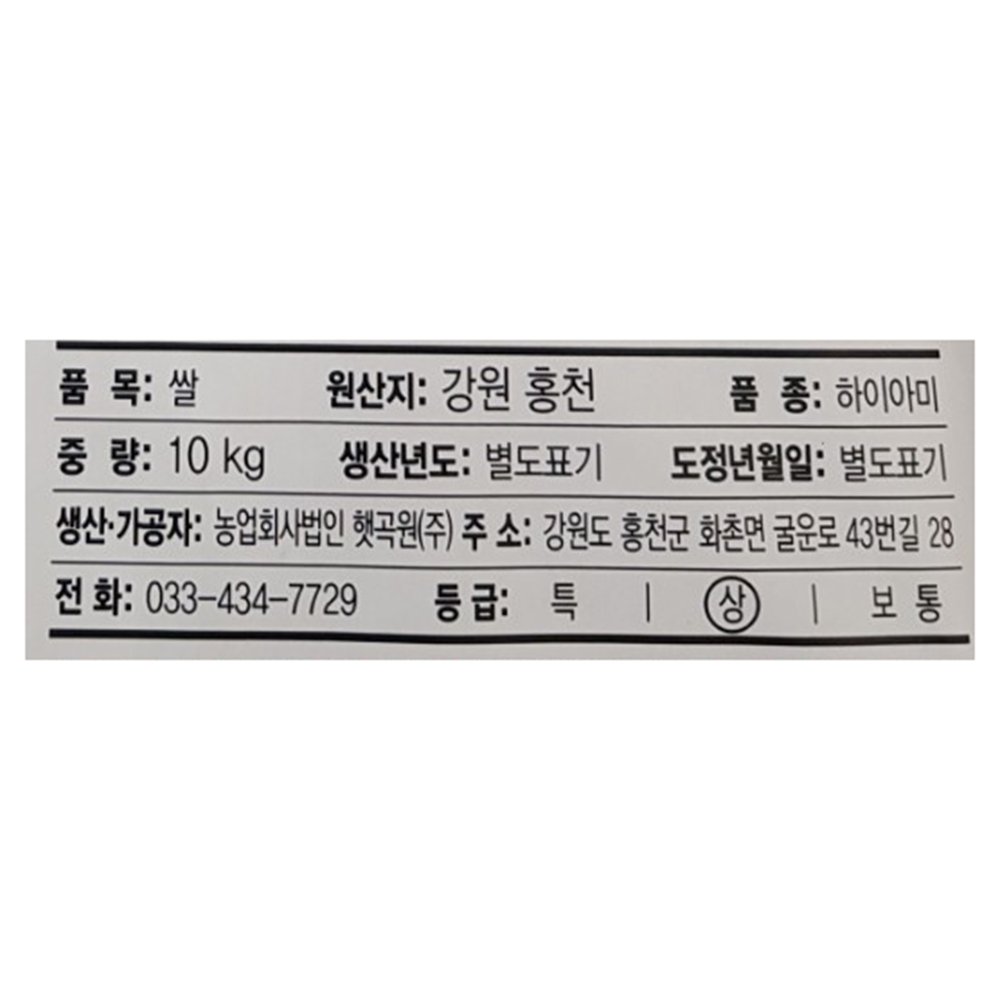 품 목: 쌀 원산지: 강원 홍천 품 종: 하이아미
중 량: 10 kg 생산년도: 별도표기 도정년월일: 별도표기
생산·가공자: 농업회사법인 햇곡원(주) 주 소: 강원도 홍천군 화촌면 굴운로 43번길 28
전 화: 033-434-7729 등 급: 특 | 상 | 보 통